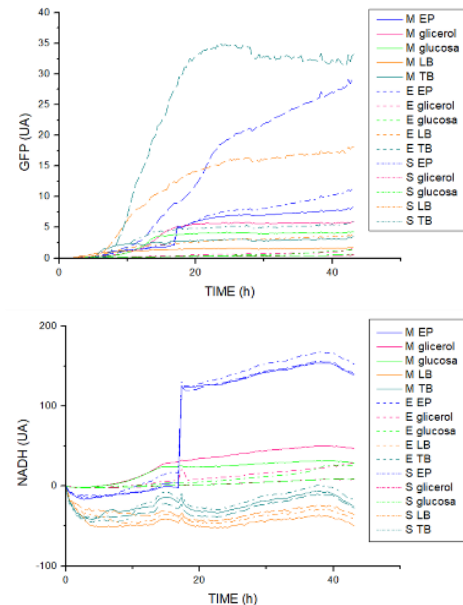 40
35
30
25
20
15
10
5
0
GFP (UA)
0
20
40
TIME (h)
M EP
M glicerol
M glucosa
M LB
M TB
E EP
E glicerol
E glucosa
E LB
E TB
S EP
S glicerol
S glucosa
S LB
S TB
200
100
0
-100
NADH (UA)
0
20
40
TIME (h)
M EP
M glicerol
M glucosa
M LB
M TB
E EP
E glicerol
E glucosa
E LB
E TB
S EP
S glicerol
S glucosa
S LB
S TB